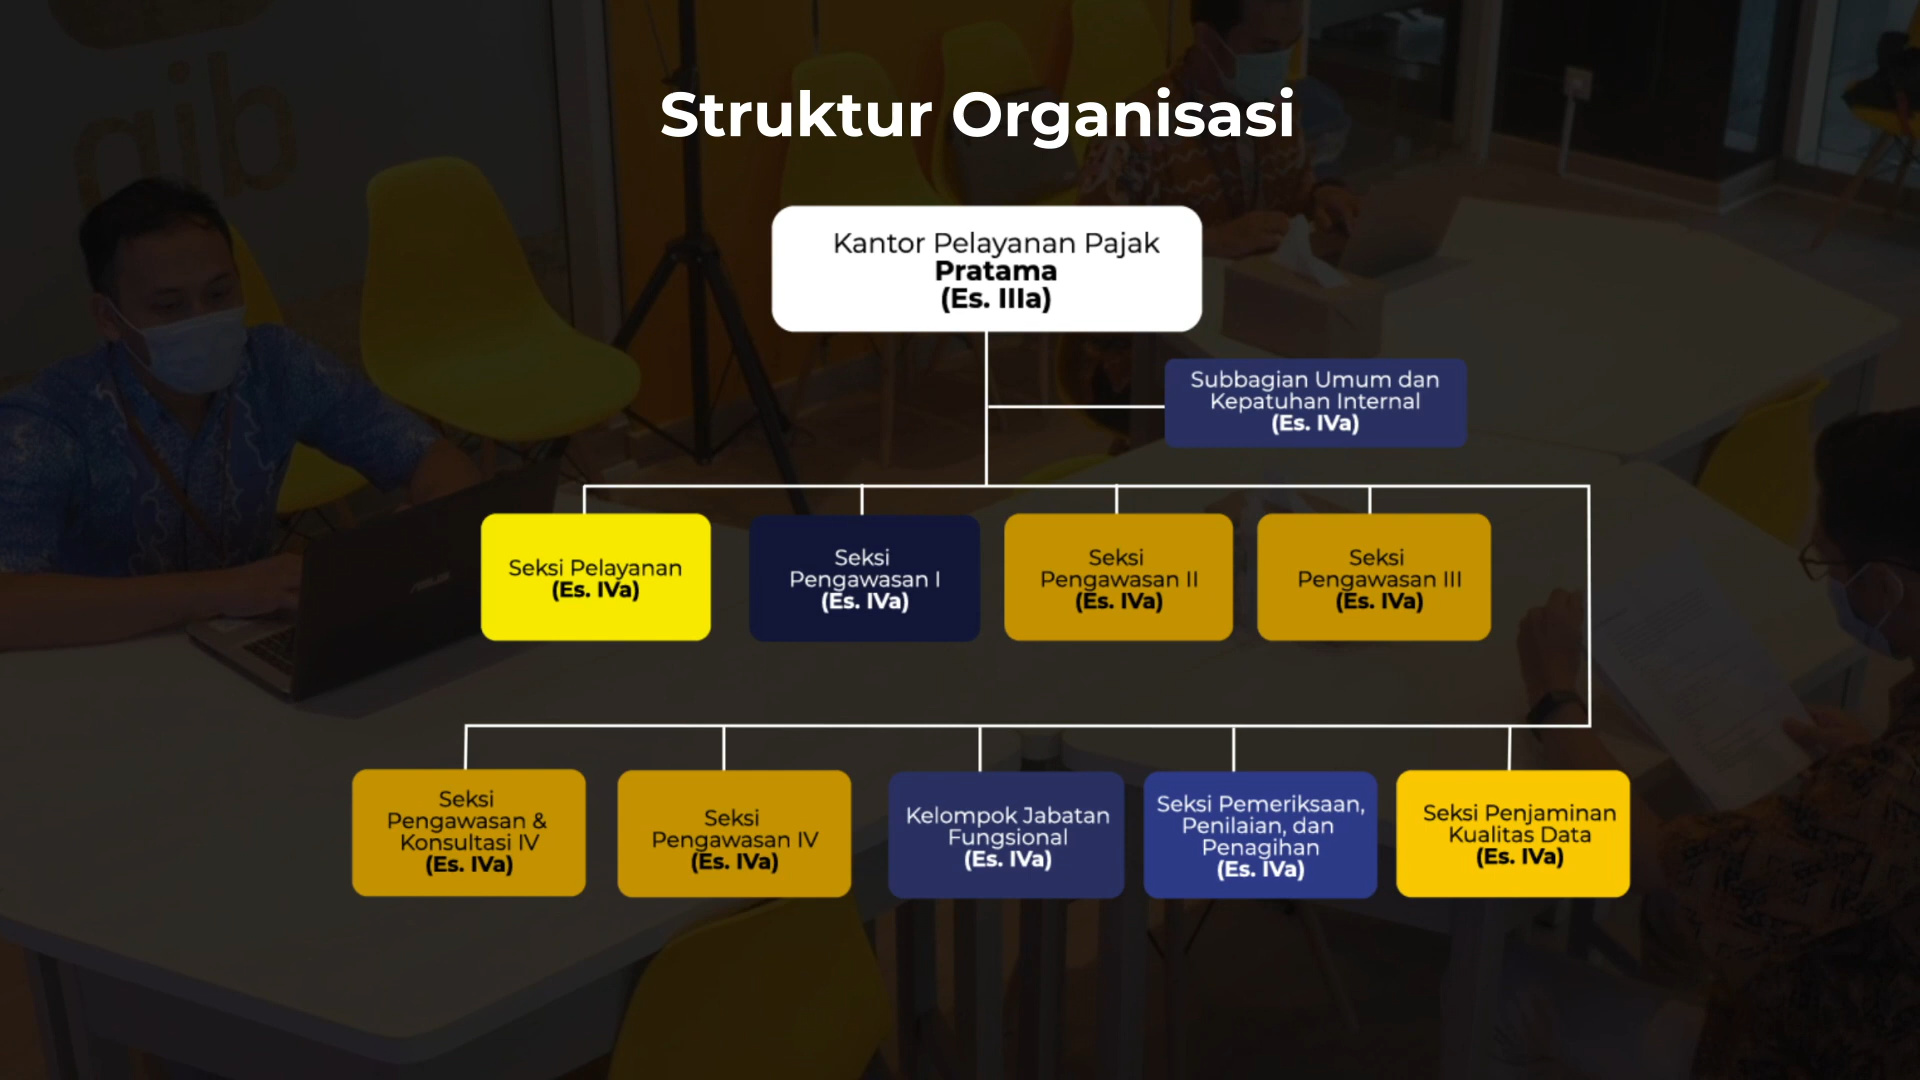 Struktur Organisasi
Kantor Pelayanan Pajak
Pratama
(Es. IIIa)
Subbagian Umum dan
Kepatuhan Internal
(Es. IVa)
Seksi Pelayanan
(Es. IVa)
Seksi
Pengawasan I
(Es. IVa)
Seksi
Pengawasan II
(Es. IVa)
Seksi
Pengawasan III
(Es. IVa)
Seksi
Pengawasan &
Konsultasi IV
(Es. IVa)
Seksi
Pengawasan IV
(Es. IVa)
Kelompok Jabatan
Fungsional
(Es. IVa)
Seksi Pemeriksaan,
Penilaian, dan
Penagihan
(Es. IVa)
Seksi Penjaminan
Kualitas Data
(Es. IVa)